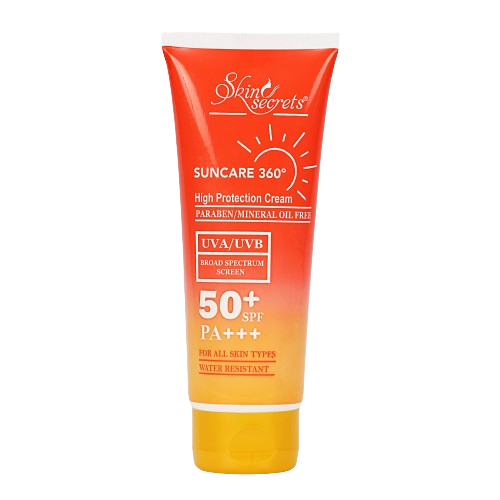 Skin
secrets®
SUNCARE 360°
High Protection Cream
PARABEN/MINERAL OIL FREE
UVA/UVB
BROAD SPECTRUM
SCREEN
50+
SPF
PA+++
FOR ALL SKIN TYPES
WATER RESISTANT